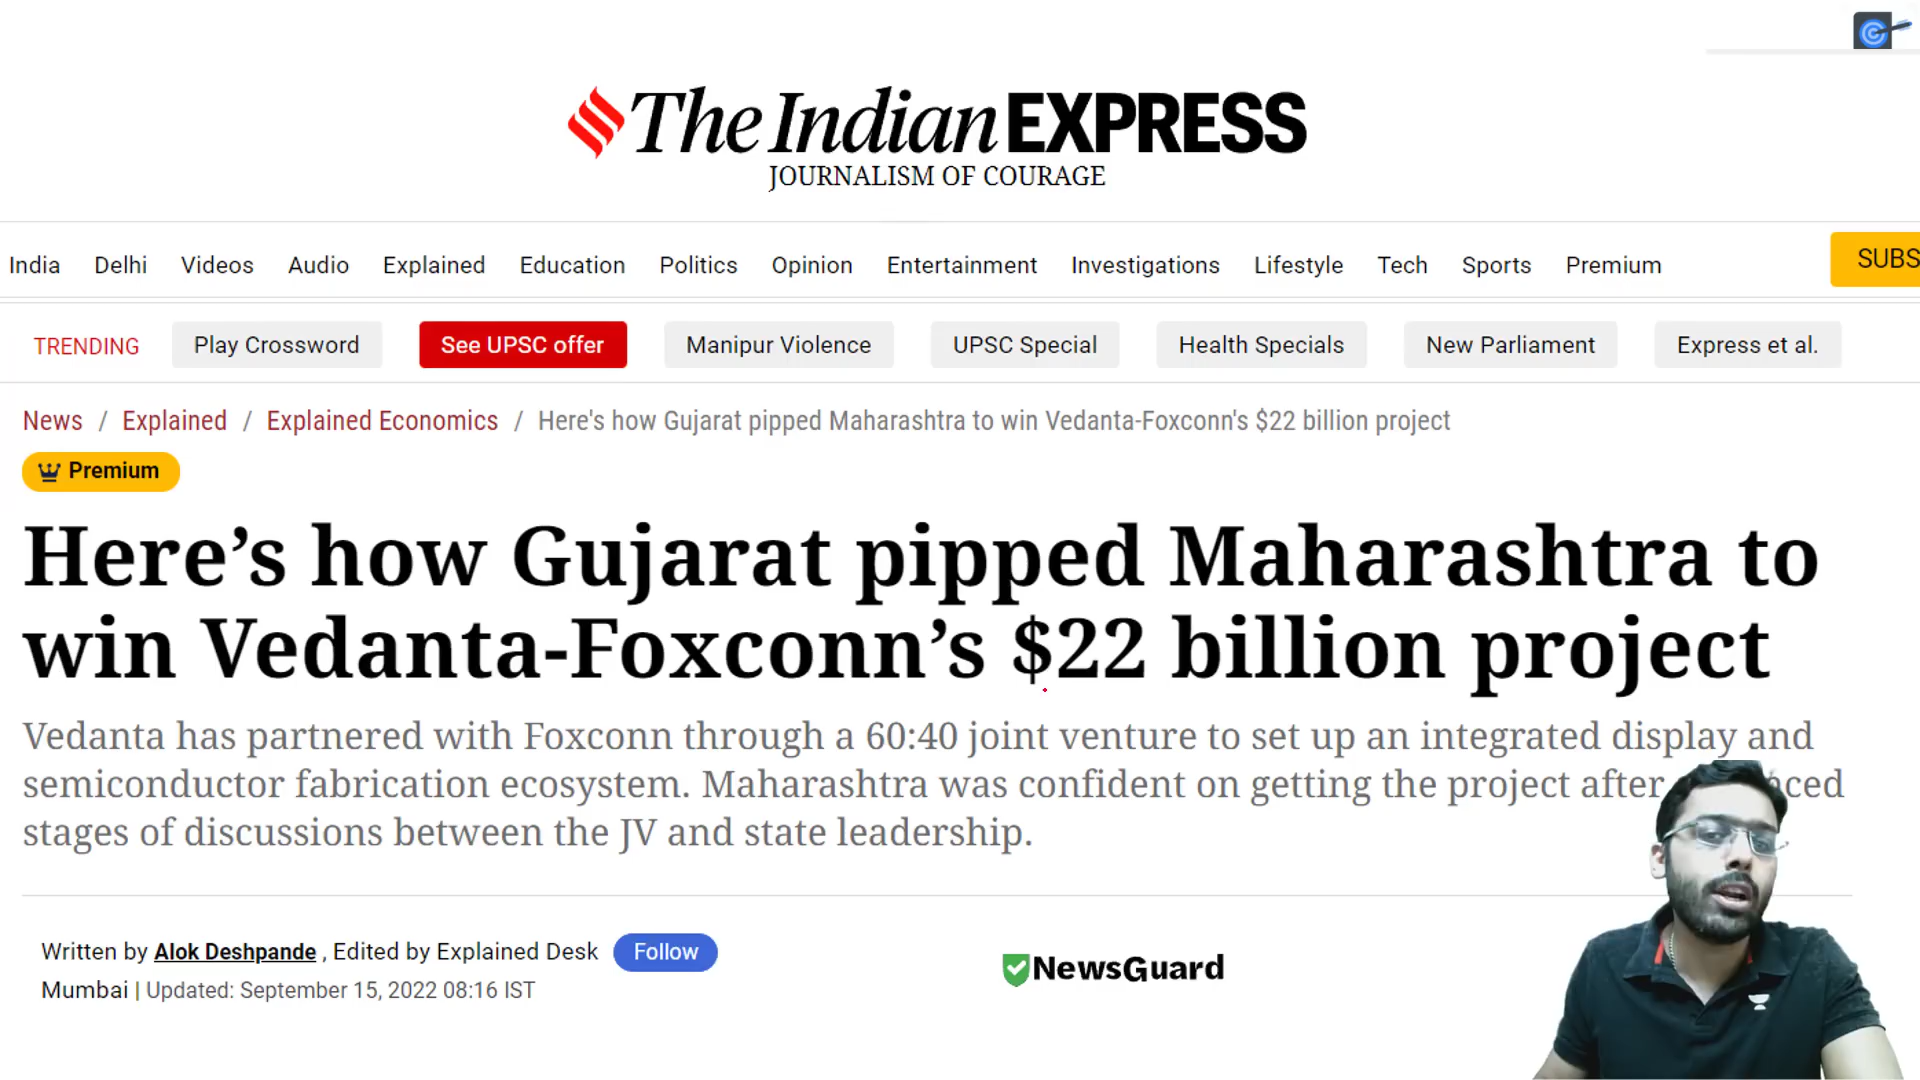 The Indian EXPRESS
JOURNALISM OF COURAGE
India Delhi Videos Audio Explained Education Politics Opinion Entertainment Investigations Lifestyle Tech Sports Premium SUBS
TRENDING Play Crossword See UPSC offer Manipur Violence UPSC Special Health Specials New Parliament Express et al.
News / Explained / Explained Economics / Here's how Gujarat pipped Maharashtra to win Vedanta-Foxconn's $22 billion project
Premium
Here’s how Gujarat pipped Maharashtra to
win Vedanta-Foxconn’s $22 billion project
Vedanta has partnered with Foxconn through a 60:40 joint venture to set up an integrated display and
semiconductor fabrication ecosystem. Maharashtra was confident on getting the project after
stages of discussions between the JV and state leadership.
Written by Alok Deshpande , Edited by Explained Desk Follow
Mumbai | Updated: September 15, 2022 08:16 IST
NewsGuard